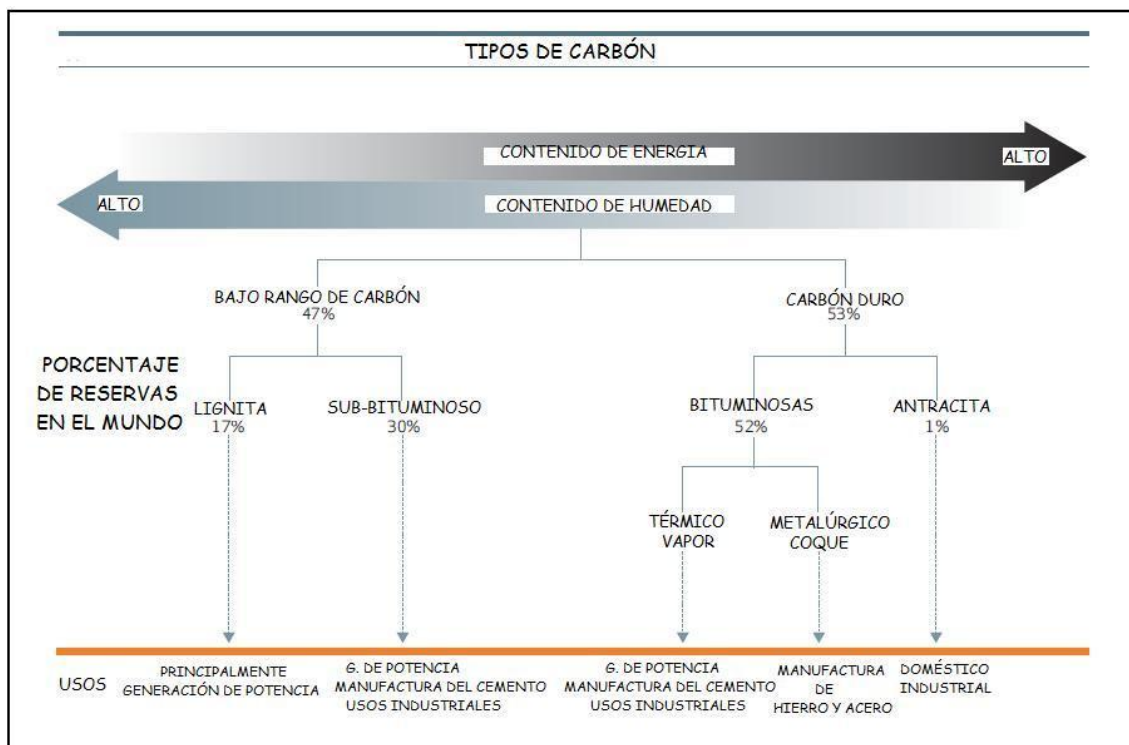 TIPOS DE CARBÓN
CONTENIDO DE ENERGIA
ALTO
ALTO
CONTENIDO DE HUMEDAD
BAJO RANGO DE CARBÓN
47%
CARBÓN DURO
53%
PORCENTAJE
DE RESERVAS
EN EL MUNDO
LIGNITA
17%
SUB-BITUMINOSO
30%
BITUMINOSAS
52%
ANTRACITA
1%
TÉRMICO
VAPOR
METALÚRGICO
COQUE
USOS
PRINCIPALMENTE
GENERACIÓN DE POTENCIA
G. DE POTENCIA
MANUFACTURA DEL CEMENTO
USOS INDUSTRIALES
G. DE POTENCIA
MANUFACTURA DEL CEMENTO
USOS INDUSTRIALES
MANUFACTURA
DE
HIERRO Y ACERO
DOMÉSTICO
INDUSTRIAL